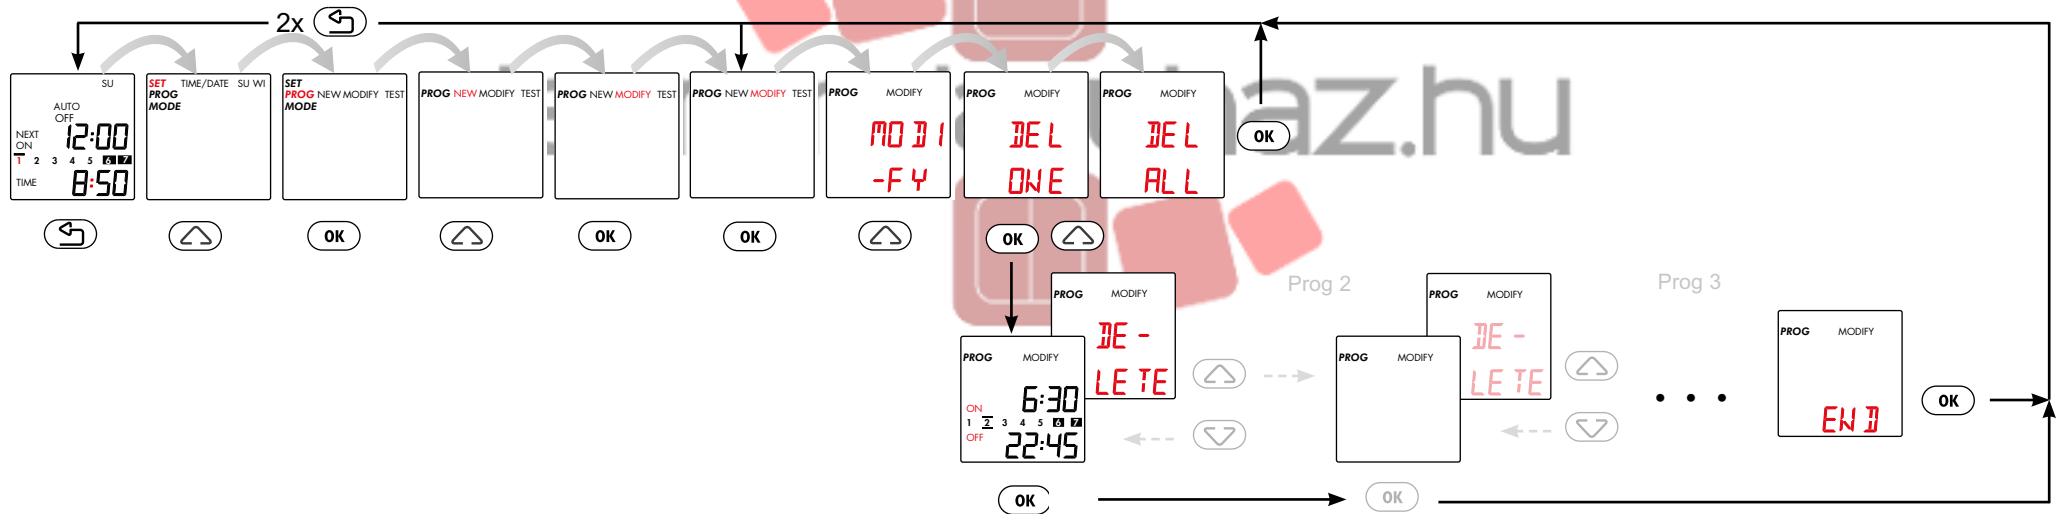 2x
SU
AUTO
OFF
NEXT
ON
12:00
1 2 3 4 5 6 7
TIME
8:50
SET TIME/DATE SU WI
PROG
MODE
SET
PROG NEW MODIFY TEST
MODE
PROG NEW MODIFY TEST
PROG NEW MODIFY TEST
PROG NEW MODIFY TEST
PROG MODIFY
MODI
-FY
PROG MODIFY
DEL
ONE
PROG MODIFY
DEL
ALL
OK
OK
OK
OK
OK
PROG MODIFY
DE-
LETE
PROG MODIFY
6:30
ON
1 2 3 4 5 6 7
OFF
22:45
OK
Prog 2
PROG MODIFY
DE-
LETE
PROG MODIFY
OK
Prog 3
PROG MODIFY
END
OK
az.hu